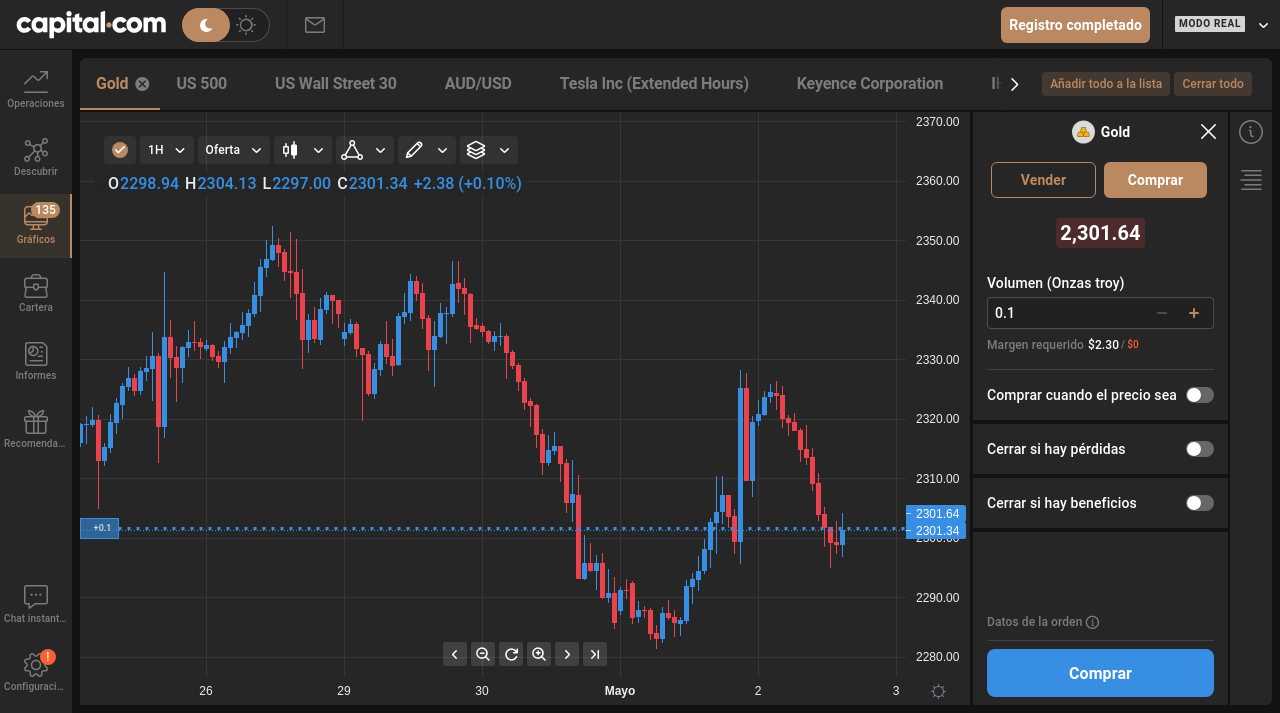 capital.com
Registro completado
MODO REAL
Operaciones
Descubrir
135
Gráficos
Cartera
Informes
Recomenda...
Chat instant...
!
Configuraci...
Gold
US 500
US Wall Street 30
AUD/USD
Tesla Inc (Extended Hours)
Keyence Corporation
Añadir todo a la lista
Cerrar todo
1H
Oferta
O2298.94 H2304.13 L2297.00 C2301.34 +2.38 (+0.10%)
2370.00
2360.00
2350.00
2340.00
2330.00
2320.00
2310.00
2301.64
2301.34
2300.00
2290.00
2280.00
+0.1
26
29
30
Mayo
2
3
Gold
Vender
Comprar
2,301.64
Volumen (Onzas troy)
0.1
Margen requerido $2.30 / $0
Comprar cuando el precio sea
Cerrar si hay pérdidas
Cerrar si hay beneficios
Datos de la orden
Comprar